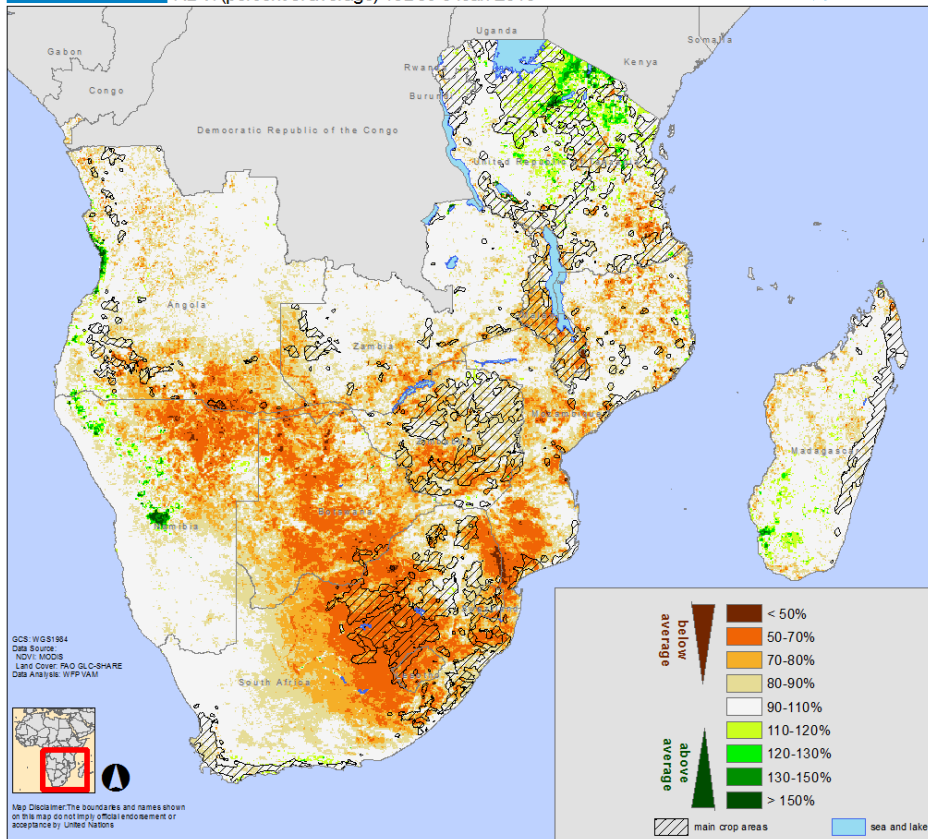 Uganda
Somalia
Gabon
Kenya
Rwanda
Congo
Burundi
Democratic Republic of the Congo
United Republic of Tanzania
Angola
Zambia
Mozambique
Madagascar
Botswana
Namibia
South Africa
Lesotho
GCS: WGS1984
Data Source:
NDVI: MODIS
Land Cover: FAO GLC-SHARE
Data Analysis: WFP VAM
Map Disclaimer:The boundaries and names shown
on this map do not imply official endorsement or
acceptance by United Nations
below
average
above
average
< 50%
50-70%
70-80%
80-90%
90-110%
110-120%
120-130%
130-150%
> 150%
main crop areas
sea and lake